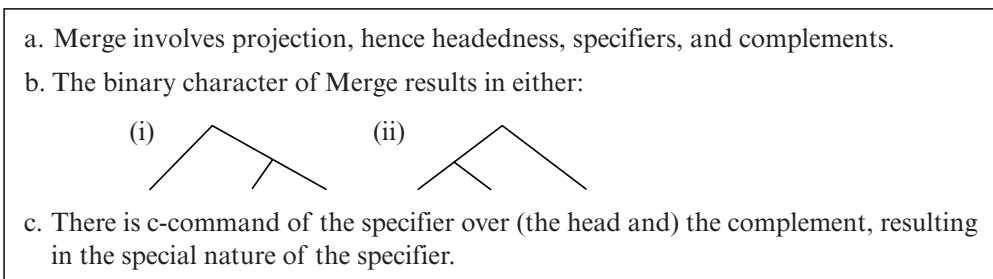 a. Merge involves projection, hence headedness, specifiers, and complements.
b. The binary character of Merge results in either:
(i) (ii)
c. There is c-command of the specifier over (the head and) the complement, resulting
in the special nature of the specifier.